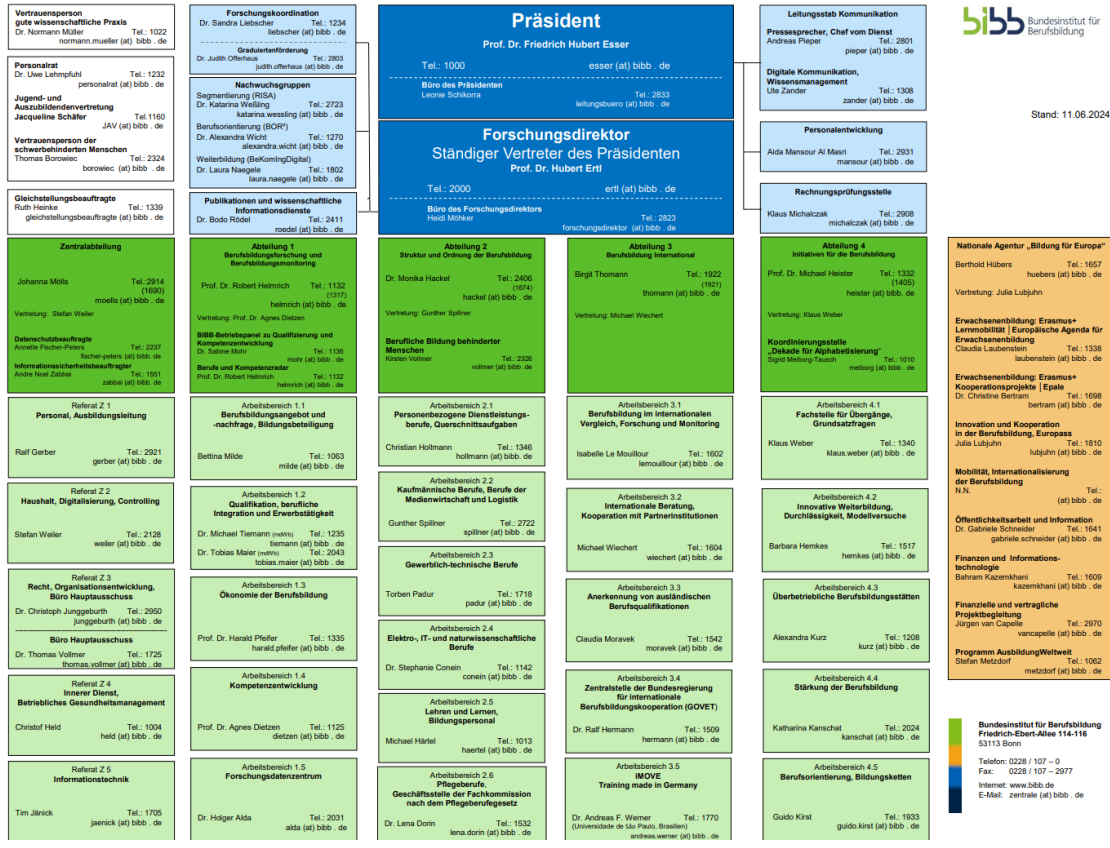 Vertrauensperson
gute wissenschaftliche Praxis
Dr. Norman Müller Tel.: 1022
normann.mueller (at) bibb . de
Personalrat
Dr. Uwe Lehmpfuhl Tel.: 1232
personalrat (at) bibb . de
Jugend- und
Auszubildendenvertretung
Jacqueline Schäfer Tel.1160
JAV (at) bibb . de
Vertrauensperson der
schwerbehinderten Menschen
Thomas Borowiec Tel.: 2324
borowiec (at) bibb . de
Gleichstellungsbeauftragte
Ruth Heinke Tel.: 1339
gleichstellungsbeauftragte (at) bibb . de
Forschungskoordination
Dr. Sandra Liebscher Tel.: 1234
liebscher (at) bibb . de
Graduiertenförderung
Dr. Judith Offerhaus Tel.: 2803
judith.offerhaus (at) bibb . de
Nachwuchsgruppen
Segmentierung (RISA)
Dr. Katarina Weßling Tel.: 2723
katarina.wessling (at) bibb . de
Berufsorientierung (BOR²)
Dr. Alexandra Wicht Tel.: 1270
alexandra.wicht (at) bibb . de
Weiterbildung (BeKomIngDigital)
Dr. Laura Naegele Tel.: 1802
laura.naegele (at) bibb . de
Publikationen und wissenschaftliche
Informationsdienste
Dr. Bodo Rödel Tel.: 2411
roedel (at) bibb . de
Präsident
Prof. Dr. Friedrich Hubert Esser
Tel.: 1000 esser (at) bibb . de
Büro des Präsidenten
Leonie Schikorra Tel.: 2833
leitungsbuero (at) bibb . de
Forschungsdirektor
Ständiger Vertreter des Präsidenten
Prof. Dr. Hubert Ertl
Tel.: 2000 ertl (at) bibb . de
Büro des Forschungsdirektors
Heidi Möhker Tel.: 2823
forschungsdirektor (at) bibb . de
Leitungsstab Kommunikation
Pressesprecher, Chef vom Dienst
Andreas Pieper Tel.: 2801
pieper (at) bibb . de
Digitale Kommunikation,
Wissensmanagement
Ute Zander Tel.: 1308
zander (at) bibb . de
Personalentwicklung
Aida Mansour Al Masri Tel.: 2931
mansour (at) bibb . de
Rechnungsprüfungsstelle
Klaus Michalczak Tel.: 2908
michalczak (at) bibb . de
bibb Bundesinstitut für
Berufsbildung
Stand: 11.06.2024
Zentralabteilung
Johanna Mölls Tel.:2914
(1690)
moells (at) bibb . de
Vertretung: Stefan Weiler
Datenschutzbeauftragte
Annette Fischer-Peters Tel.: 2237
fischer-peters (at) bibb. de
Informationssicherheitsbeauftragter
Andre Noel Zabbai Tel.: 1551
zabbai (at) bibb . de
Referat Z 1
Personal, Ausbildungsleitung
Ralf Gerber Tel.: 2921
gerber (at) bibb . de
Referat Z 2
Haushalt, Digitalisierung, Controlling
Stefan Weiler Tel.: 2128
weiler (at) bibb . de
Referat Z 3
Recht, Organisationsentwicklung,
Büro Hauptausschuss
Dr. Christoph Junggeburth Tel.: 2950
junggeburth (at) bibb . de
Büro Hauptausschuss
Dr. Thomas Vollmer Tel.: 1725
thomas.vollmer (at) bibb . de
Referat Z 4
Innerer Dienst,
Betriebliches Gesundheitsmanagement
Christof Held Tel.: 1004
held (at) bibb . de
Referat Z 5
Informationstechnik
Tim Jänick Tel.: 1705
jaenick (at) bibb . de
Abteilung 1
Berufsbildungsforschung und
Berufsbildungsmonitoring
Prof. Dr. Robert Helmrich Tel.: 1132
(1317)
helmrich (at) bibb . de
Vertretung: Prof. Dr. Agnes Dietzen
BIBB-Betriebspanel zu Qualifizierung und
Kompetenzentwicklung
Dr. Sabine Mohr Tel.: 1136
mohr (at) bibb . de
Berufe und Kompetenzradar
Prof. Dr. Robert Helmrich Tel.: 1132
helmrich (at) bibb . de
Arbeitsbereich 1.1
Berufsbildungsangebot und
-nachfrage, Bildungsbeteiligung
Bettina Milde Tel.: 1063
milde (at) bibb . de
Arbeitsbereich 1.2
Qualifikation, berufliche
Integration und Erwerbstätigkeit
Dr. Michael Tiemann (mdWb) Tel.: 1235
tiemann (at) bibb . de
Dr. Tobias Maier (mdWb) Tel.: 2043
tobias.maier (at) bibb . de
Arbeitsbereich 1.3
Ökonomie der Berufsbildung
Prof. Dr. Harald Pfeifer Tel.: 1335
harald.pfeifer (at) bibb . de
Arbeitsbereich 1.4
Kompetenzentwicklung
Prof. Dr. Agnes Dietzen Tel.: 1125
dietzen (at) bibb . de
Arbeitsbereich 1.5
Forschungsdatenzentrum
Dr. Holger Alda Tel.: 2031
alda (at) bibb . de
Abteilung 2
Struktur und Ordnung der Berufsbildung
Dr. Monika Hackel Tel.: 2406
(1674)
hackel (at) bibb . de
Vertretung: Gunther Spillner
Berufliche Bildung behinderter
Menschen
Kirsten Vollmer Tel.: 2326
vollmer (at) bibb .de
Arbeitsbereich 2.1
Personenbezogene Dienstleistungs-
berufe, Querschnittsaufgaben
Christian Hollmann Tel.: 1346
hollmann (at) bibb . de
Arbeitsbereich 2.2
Kaufmännische Berufe, Berufe der
Medienwirtschaft und Logistik
Gunther Spillner Tel.: 2722
spillner (at) bibb . de
Arbeitsbereich 2.3
Gewerblich-technische Berufe
Torben Padur Tel.: 1718
padur (at) bibb . de
Arbeitsbereich 2.4
Elektro-, IT- und naturwissenschaftliche
Berufe
Dr. Stephanie Conein Tel.: 1142
conein (at) bibb . de
Arbeitsbereich 2.5
Lehren und Lernen,
Bildungspersonal
Michael Härtel Tel.: 1013
haertel (at) bibb . de
Arbeitsbereich 2.6
Pflegeberufe,
Geschäftsstelle der Fachkommission
nach dem Pflegeberufegesetz
Dr. Lena Dorin Tel.: 1532
lena.dorin (at) bibb . de
Abteilung 3
Berufsbildung International
Birgit Thomann Tel.: 1922
(1921)
thomann (at) bibb . de
Vertretung: Michael Wiechert
Arbeitsbereich 3.1
Berufsbildung im internationalen
Vergleich, Forschung und Monitoring
Isabelle Le Mouillour Tel.: 1602
lemouillour (at) bibb . de
Arbeitsbereich 3.2
Internationale Beratung,
Kooperation mit Partnerinstitutionen
Michael Wiechert Tel.: 1604
wiechert (at) bibb . de
Arbeitsbereich 3.3
Anerkennung von ausländischen
Berufsqualifikationen
Claudia Moravek Tel.: 1542
moravek (at) bibb . de
Arbeitsbereich 3.4
Zentralstelle der Bundesregierung
für internationale
Berufsbildungskooperation (GOVET)
Dr. Ralf Hermann Tel.: 1509
hermann (at) bibb . de
Arbeitsbereich 3.5
iMOVE
Training made in Germany
Dr. Andreas F. Werner Tel.: 1770
(Universidade de São Paulo, Brasilien)
andreas.werner (at) bibb . de
Abteilung 4
Initiativen für die Berufsbildung
Prof. Dr. Michael Heister Tel.: 1332
(1405)
heister (at) bibb . de
Vertretung: Klaus Weber
Koordinierungsstelle
„Dekade für Alphabetisierung"
Sigrid Meiborg-Tausch Tel.: 1010
meiborg (at) bibb . de
Arbeitsbereich 4.1
Fachstelle für Übergänge,
Grundsatzfragen
Klaus Weber Tel.: 1340
klaus.weber (at) bibb . de
Arbeitsbereich 4.2
Innovative Weiterbildung,
Durchlässigkeit, Modellversuche
Barbara Hemkes Tel.: 1517
hemkes (at) bibb . de
Arbeitsbereich 4.3
Überbetriebliche Berufsbildungsstätten
Alexandra Kurz Tel.: 1208
kurz (at) bibb . de
Arbeitsbereich 4.4
Stärkung der Berufsbildung
Katharina Kanschat Tel.: 2024
kanschat (at) bibb . de
Arbeitsbereich 4.5
Berufsorientierung, Bildungsketten
Guido Kirst Tel.: 1933
guido.kirst (at) bibb . de
Nationale Agentur „Bildung für Europa"
Berthold Hübers Tel.: 1657
huebers (at) bibb . de
Vertretung: Julia Lubjuhn
Erwachsenenbildung: Erasmus+
Lernmobilität | Europäische Agenda für
Erwachsenenbildung
Claudia Laubenstein Tel.: 1338
laubenstein (at) bibb . de
Erwachsenenbildung: Erasmus+
Kooperationsprojekte | Epale
Dr. Christine Bertram Tel.: 1698
bertram (at) bibb . de
Innovation und Kooperation
in der Berufsbildung, Europass
Julia Lubjuhn Tel.: 1810
lubjuhn (at) bibb . de
Mobilität, Internationalisierung
der Berufsbildung
N.N. Tel.:
(at) bibb . de
Öffentlichkeitsarbeit und Information
Dr. Gabriele Schneider Tel.: 1641
gabriele.schneider (at) bibb . de
Finanzen und Informations-
technologie
Bahram Kazemkhani Tel.: 1609
kazemkhani (at) bibb . de
Finanzielle und vertragliche
Projektbegleitung
Jürgen van Capelle Tel.: 2970
vancapelle (at) bibb . de
Programm AusbildungWeltweit
Stefan Metzdorf Tel.: 1062
metzdorf (at) bibb . de
Bundesinstitut für Berufsbildung
Friedrich-Ebert-Allee 114-116
53113 Bonn
Telefon: 0228 / 107 – 0
Fax: 0228 / 107 – 2977
Internet: www.bibb.de
E-Mail: zentrale (at) bibb . de